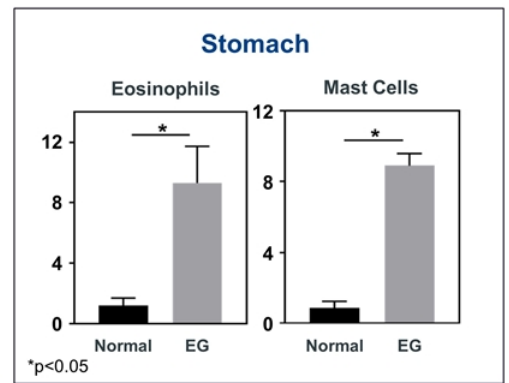 Stomach
Eosinophils
*
12
8
4
0
Normal EG
Mast Cells
*
12
8
4
0
Normal EG
*p<0.05